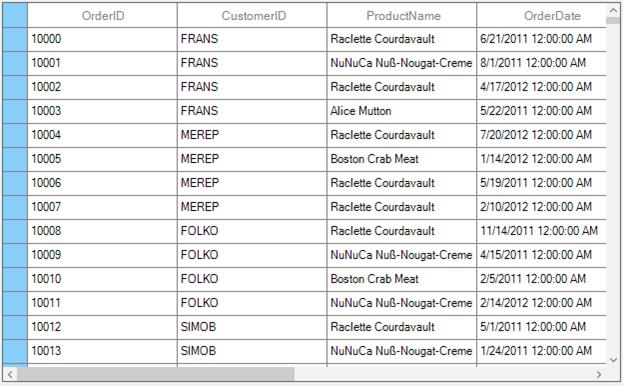 OrderID CustomerID ProductName OrderDate
10000 FRANS Raclette Courdavault 6/21/2011 12:00:00 AM
10001 FRANS NuNuCa Nuß-Nougat-Creme 8/1/2011 12:00:00 AM
10002 FRANS Raclette Courdavault 4/17/2012 12:00:00 AM
10003 FRANS Alice Mutton 5/22/2011 12:00:00 AM
10004 MEREP Raclette Courdavault 7/20/2012 12:00:00 AM
10005 MEREP Boston Crab Meat 1/14/2012 12:00:00 AM
10006 MEREP Raclette Courdavault 5/19/2011 12:00:00 AM
10007 MEREP Raclette Courdavault 2/10/2012 12:00:00 AM
10008 FOLKO Raclette Courdavault 11/14/2011 12:00:00 AM
10009 FOLKO NuNuCa Nuß-Nougat-Creme 4/15/2011 12:00:00 AM
10010 FOLKO Boston Crab Meat 2/5/2011 12:00:00 AM
10011 FOLKO NuNuCa Nuß-Nougat-Creme 2/14/2012 12:00:00 AM
10012 SIMOB Raclette Courdavault 5/1/2011 12:00:00 AM
10013 SIMOB NuNuCa Nuß-Nougat-Creme 1/24/2011 12:00:00 AM